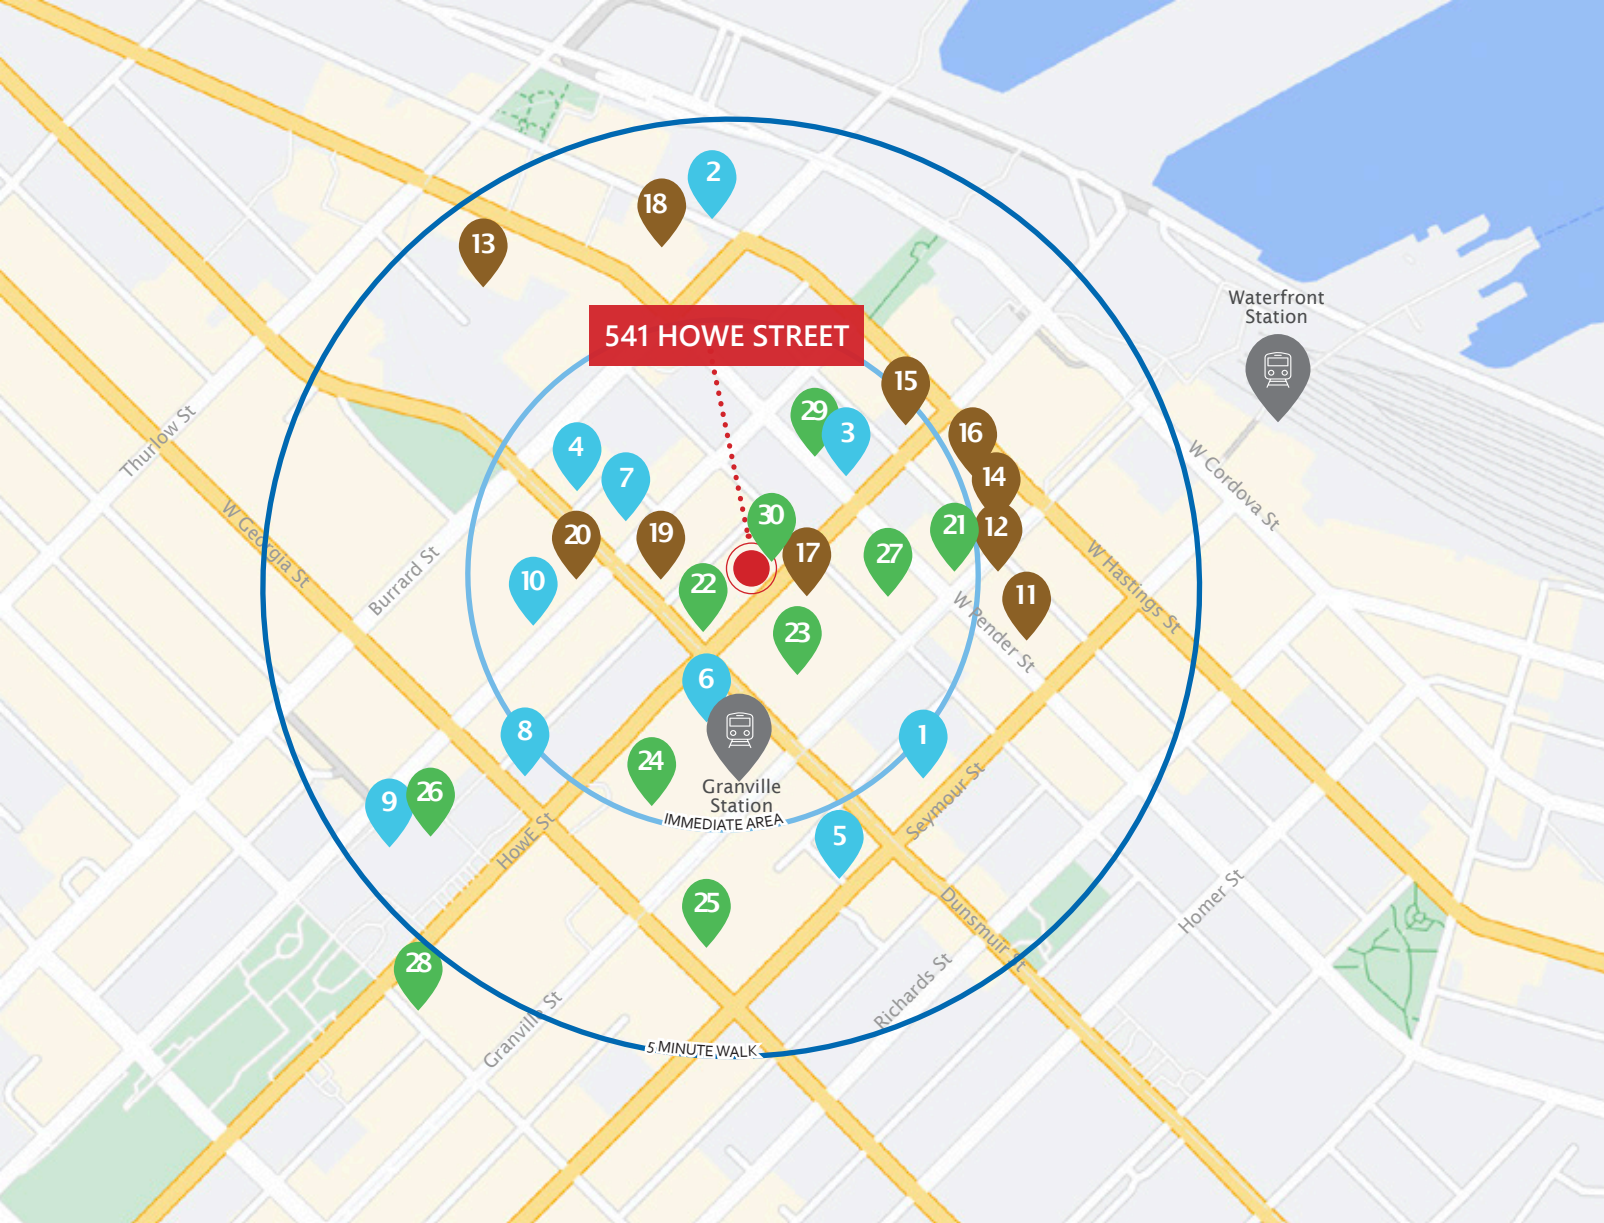 2
18
13
Waterfront
Station
541 HOWE STREET
15
29
3
16
4
7
14
Thurlow St
W Cordova St
30
21
12
20
19
17
27
W Georgia St
Burrard St
10
22
11
W Hastings St
23
W Pender St
6
8
1
24
Granville
Station
9
26
IMMEDIATE AREA
5
Seymour St
HowE St
25
Homer St
Dunsmuir St
28
Richards St
Granville St
5 MINUTE WALK